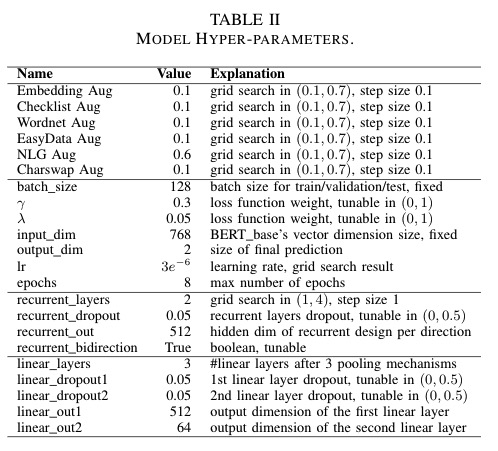 TABLE II
MODEL HYPER-PARAMETERS.
Name Value Explanation
Embedding Aug 0.1 grid search in (0.1, 0.7), step size 0.1
Checklist Aug 0.1 grid search in (0.1, 0.7), step size 0.1
Wordnet Aug 0.1 grid search in (0.1, 0.7), step size 0.1
EasyData Aug 0.1 grid search in (0.1, 0.7), step size 0.1
NLG Aug 0.6 grid search in (0.1, 0.7), step size 0.1
Charswap Aug 0.1 grid search in (0.1, 0.7), step size 0.1
batch_size 128 batch size for train/validation/test, fixed
γ 0.3 loss function weight, tunable in (0, 1)
λ 0.05 loss function weight, tunable in (0, 1)
input_dim 768 BERT_base's vector dimension size, fixed
output_dim 2 size of final prediction
lr 3e⁻⁶ learning rate, grid search result
epochs 8 max number of epochs
recurrent_layers 2 grid search in (1, 4), step size 1
recurrent_dropout 0.05 recurrent layers dropout, tunable in (0, 0.5)
recurrent_out 512 hidden dim of recurrent design per direction
recurrent_bidirection True boolean, tunable
linear_layers 3 #linear layers after 3 pooling mechanisms
linear_dropout1 0.05 1st linear layer dropout, tunable in (0, 0.5)
linear_dropout2 0.05 2nd linear layer dropout, tunable in (0, 0.5)
linear_out1 512 output dimension of the first linear layer
linear_out2 64 output dimension of the second linear layer